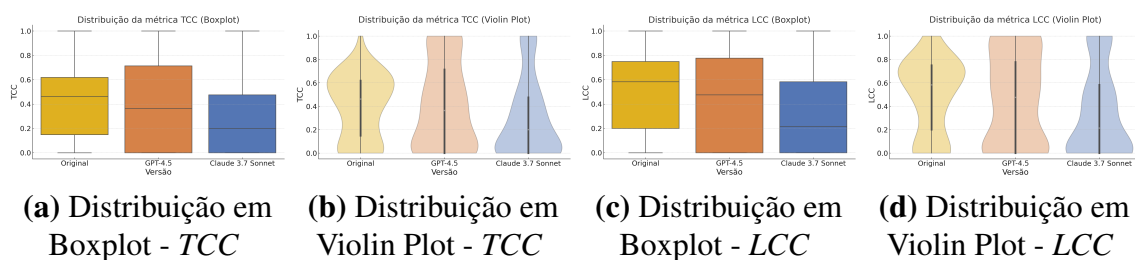 Distribuição da métrica TCC (Boxplot)
1.0
0.8
0.6
0.4
0.2
0.0
TCC
Original
GPT-4.5
Claude 3.7 Sonnet
Versão
(a) Distribuição em
Boxplot - TCC
Distribuição da métrica TCC (Violin Plot)
1.0
0.8
0.6
0.4
0.2
0.0
TCC
Original
GPT-4.5
Claude 3.7 Sonnet
Versão
(b) Distribuição em
Violin Plot - TCC
Distribuição da métrica LCC (Boxplot)
1.0
0.8
0.6
0.4
0.2
0.0
LCC
Original
GPT-4.5
Claude 3.7 Sonnet
Versão
(c) Distribuição em
Boxplot - LCC
Distribuição da métrica LCC (Violin Plot)
1.0
0.8
0.6
0.4
0.2
0.0
LCC
Original
GPT-4.5
Claude 3.7 Sonnet
Versão
(d) Distribuição em
Violin Plot - LCC